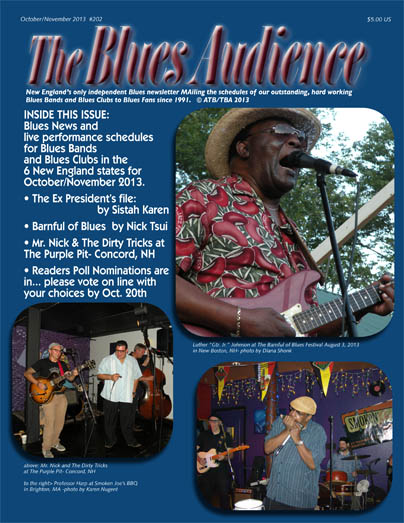 October/November 2013  #202
$5.00 US
The Blues Audience
New England's only independent Blues newsletter MAiling the schedules of our outstanding, hard working
Blues Bands and Blues Clubs to Blues Fans since 1991.  © ATB/TBA 2013
INSIDE THIS ISSUE:
Blues News and
live performance schedules
for Blues Bands
and Blues Clubs in the
6 New England states for
October/November 2013.
• The Ex President's file:
by Sistah Karen
• Barnful of Blues  by Nick Tsui
• Mr. Nick & The Dirty Tricks at
The Purple Pit- Concord, NH
• Readers Poll Nominations are
in... please vote on line with
your choices by Oct. 20th
Luther "Gtr. Jr." Johnson at The Barnful of Blues Festival August 3, 2013
in New Boston, NH- photo by Diana Shonk
above: Mr. Nick and The Dirty Tricks
at The Purple Pit- Concord, NH
to the right> Professor Harp at Smoken Joe's BBQ
in Brighton. MA -photo by Karen Nugent
SMOKEN